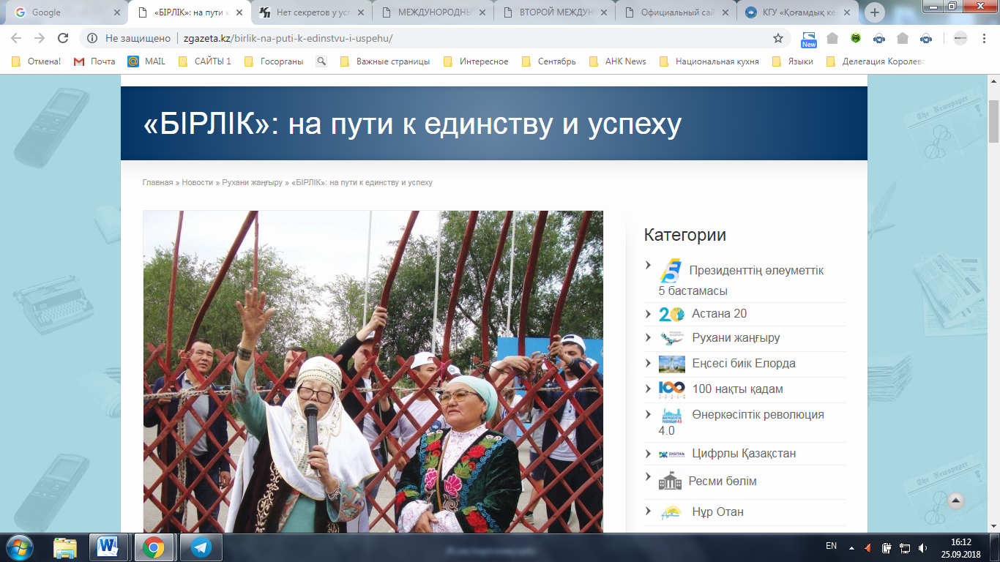 Google
«БІРЛІК»: на пути к
Нет секретов у усп
МЕЖДУНАРОДНЫ
ВТОРОЙ МЕЖДУН
Официальный сай
КГУ «Қоғамдық ке
Не защищено | zgazeta.kz/birlik-na-puti-k-edinstvu-i-uspehu/
New
Отмена!
Почта
MAIL
САЙТЫ 1
Госорганы
Важные страницы
Интересное
Сентябрь
АНК News
Национальная кухня
Языки
Делегация Королевс
«БІРЛІК»: на пути к единству и успеху
Главная » Новости » Рухани жаңғыру » «БІРЛІК»: на пути к единству и успеху
Категории
Президенттің әлеуметтік
5 бастамасы
Астана 20
Рухани жаңғыру
Еңсесі биік Елорда
100 нақты қадам
Өнеркәсіптік революция
4.0
Цифрлы Қазақстан
Ресми бөлім
Нұр Отан
EN
16:12
25.09.2018